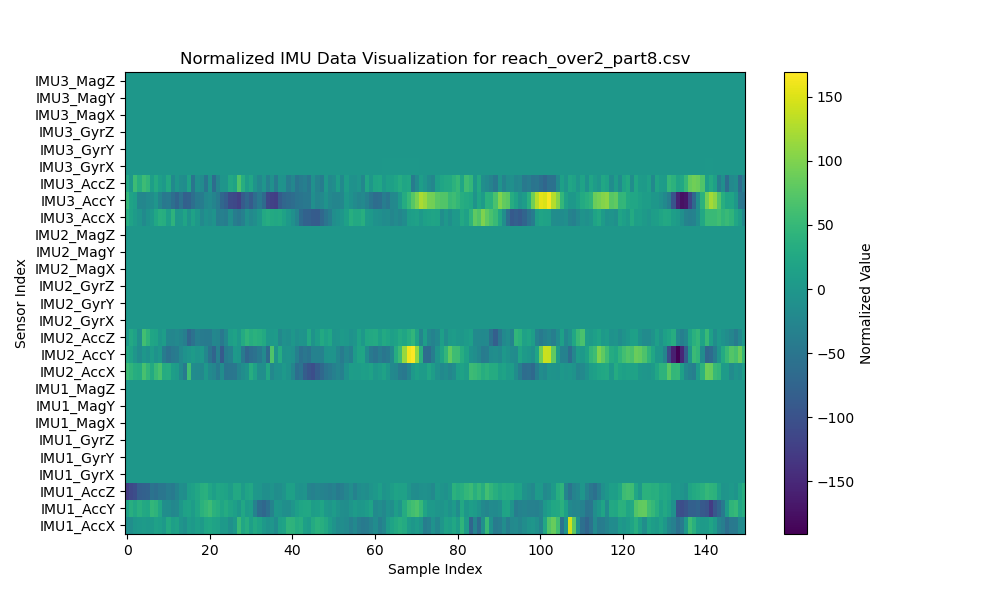 Normalized IMU Data Visualization for reach_over2_part8.csv
IMU3_MagZ
IMU3_MagY
IMU3_MagX
IMU3_GyrZ
IMU3_GyrY
IMU3_GyrX
IMU3_AccZ
IMU3_AccY
IMU3_AccX
IMU2_MagZ
IMU2_MagY
IMU2_MagX
IMU2_GyrZ
IMU2_GyrY
IMU2_GyrX
IMU2_AccZ
IMU2_AccY
IMU2_AccX
IMU1_MagZ
IMU1_MagY
IMU1_MagX
IMU1_GyrZ
IMU1_GyrY
IMU1_GyrX
IMU1_AccZ
IMU1_AccY
IMU1_AccX
Sensor Index
0 20 40 60 80 100 120 140
Sample Index
150
100
50
0
−50
−100
−150
Normalized Value